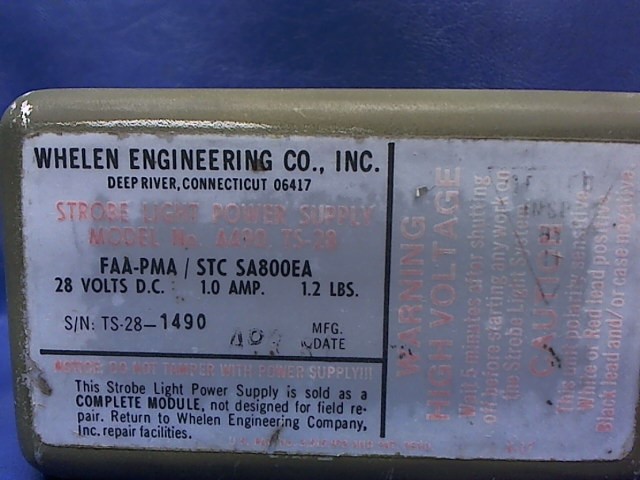 WHELEN ENGINEERING CO., INC.
DEEP RIVER, CONNECTICUT 06417
STROBE LIGHT POWER SUPPLY
MODEL No. A490, TS-28
FAA-PMA / STC SA800EA
28 VOLTS D.C. 1.0 AMP. 1.2 LBS.
S/N: TS-28-1490
MFG.
DATE
NOTICE: DO NOT TAMPER WITH POWER SUPPLY!!!
This Strobe Light Power Supply is sold as a
COMPLETE MODULE, not designed for field re-
pair. Return to Whelen Engineering Company,
Inc. repair facilities.
WARNING
HIGH VOLTAGE
Wait 5 minutes after shutting
off before starting any work on
the Strobe Light System.
CAUTION
This unit polarity sensitive.
White or Red lead positive.
Black lead and/or